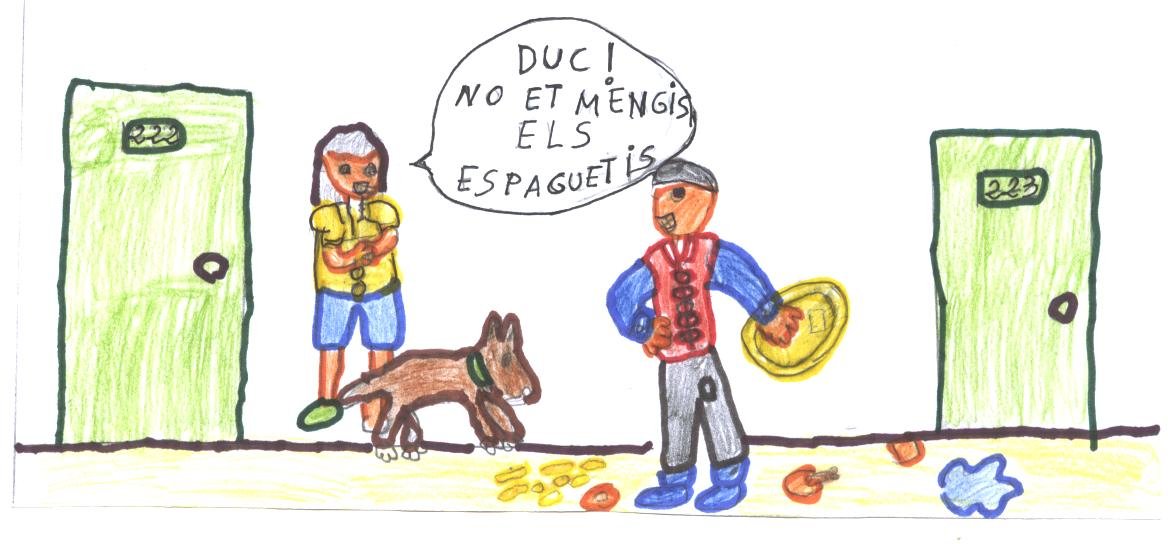 222
DUC!
NO ET MENGIS
ELS
ESPAGUETIS
223